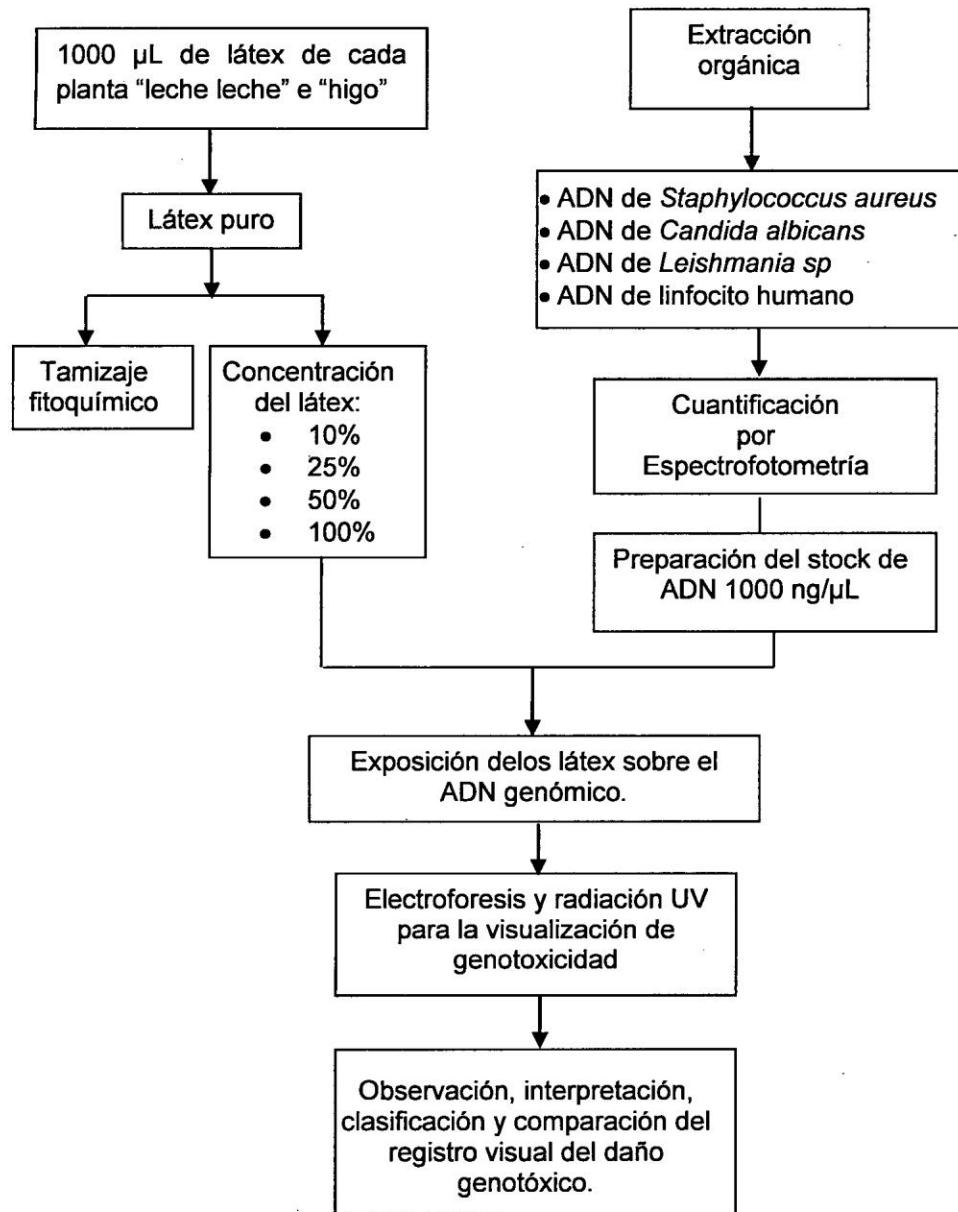 1000 µL de látex de cada
planta “leche leche” e “higo”
Látex puro
Tamizaje
fitoquímico
Concentración
del látex:
• 10%
• 25%
• 50%
• 100%
Extracción
orgánica
• ADN de Staphylococcus aureus
• ADN de Candida albicans
• ADN de Leishmania sp
• ADN de linfocito humano
Cuantificación
por
Espectrofotometría
Preparación del stock de
ADN 1000 ng/µL
Exposición delos látex sobre el
ADN genómico.
Electroforesis y radiación UV
para la visualización de
genotoxicidad
Observación, interpretación,
clasificación y comparación del
registro visual del daño
genotóxico.